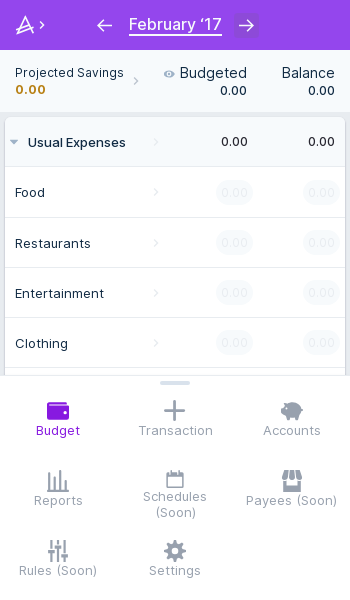 February ‘17
Projected Savings
0.00
Budgeted
0.00
Balance
0.00
Usual Expenses 0.00 0.00
Food 0.00 0.00
Restaurants 0.00 0.00
Entertainment 0.00 0.00
Clothing 0.00 0.00
Budget
Transaction
Accounts
Reports
Schedules
(Soon)
Payees (Soon)
Rules (Soon)
Settings